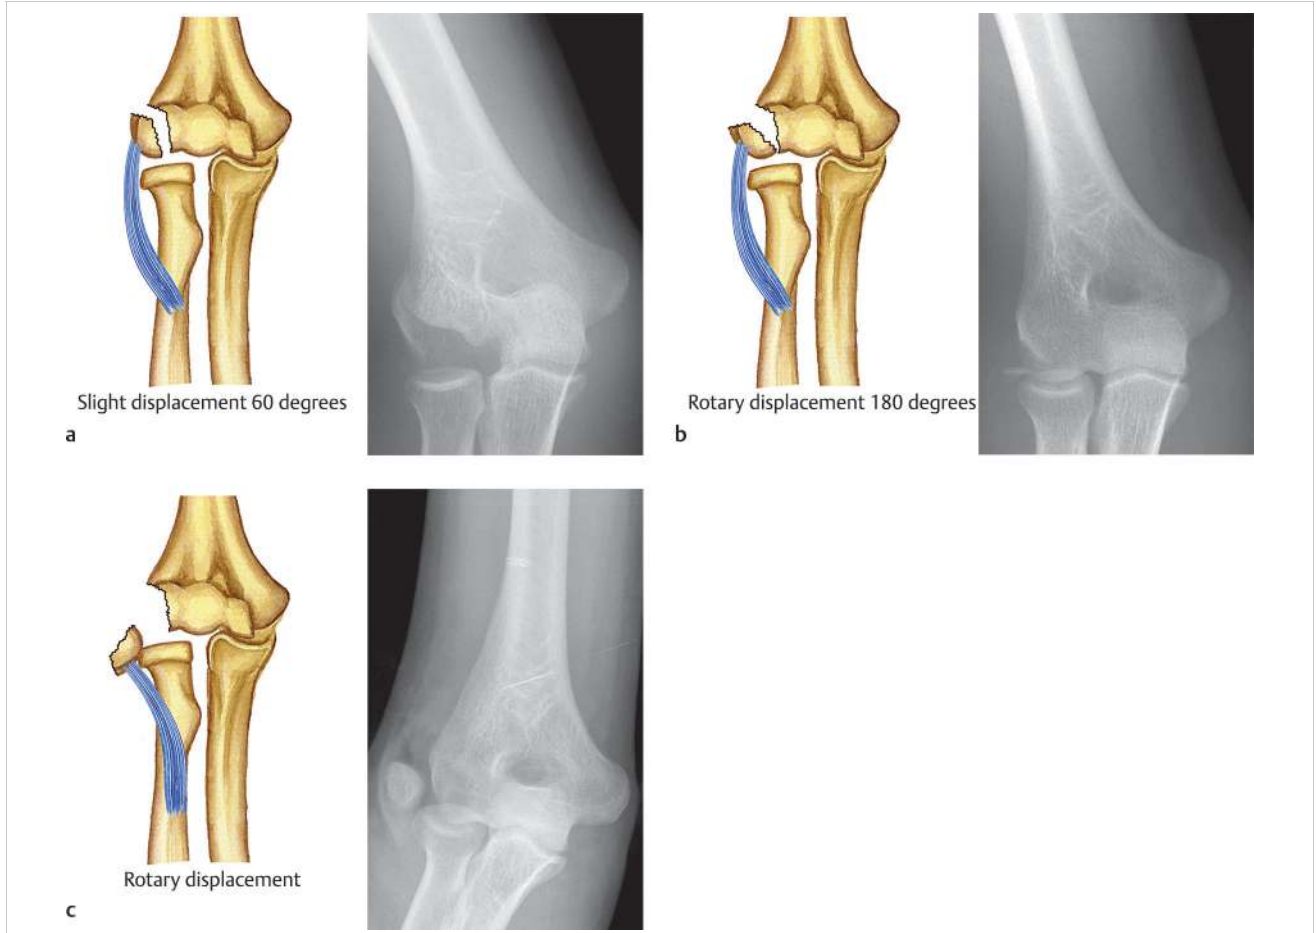 Slight displacement 60 degrees
a
Rotary displacement 180 degrees
b
Rotary displacement
c